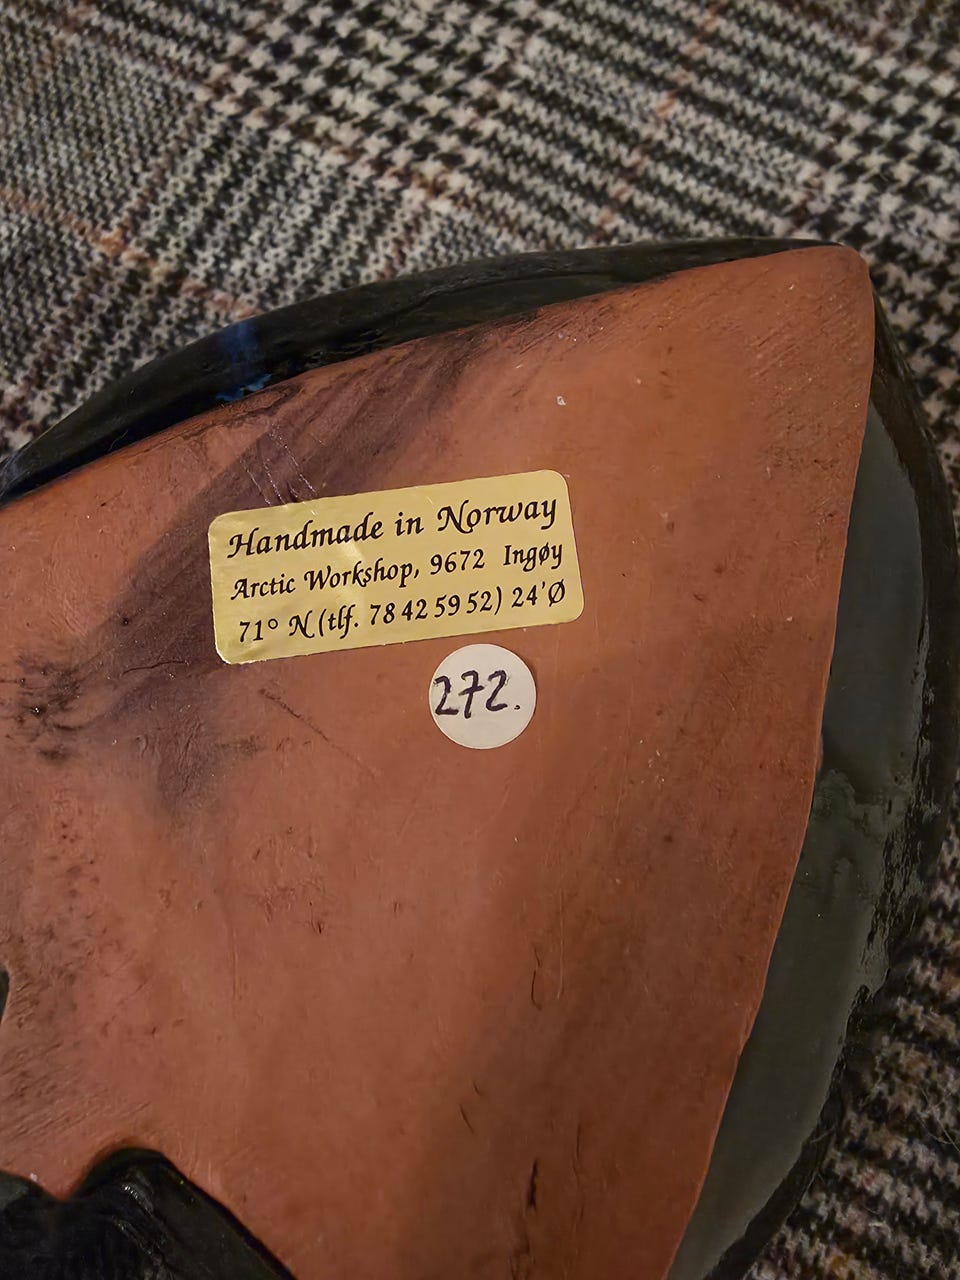 Handmade in Norway
Arctic Workshop, 9672 Ingøy
71° N (tlf. 78 42 59 52) 24'Ø
272.